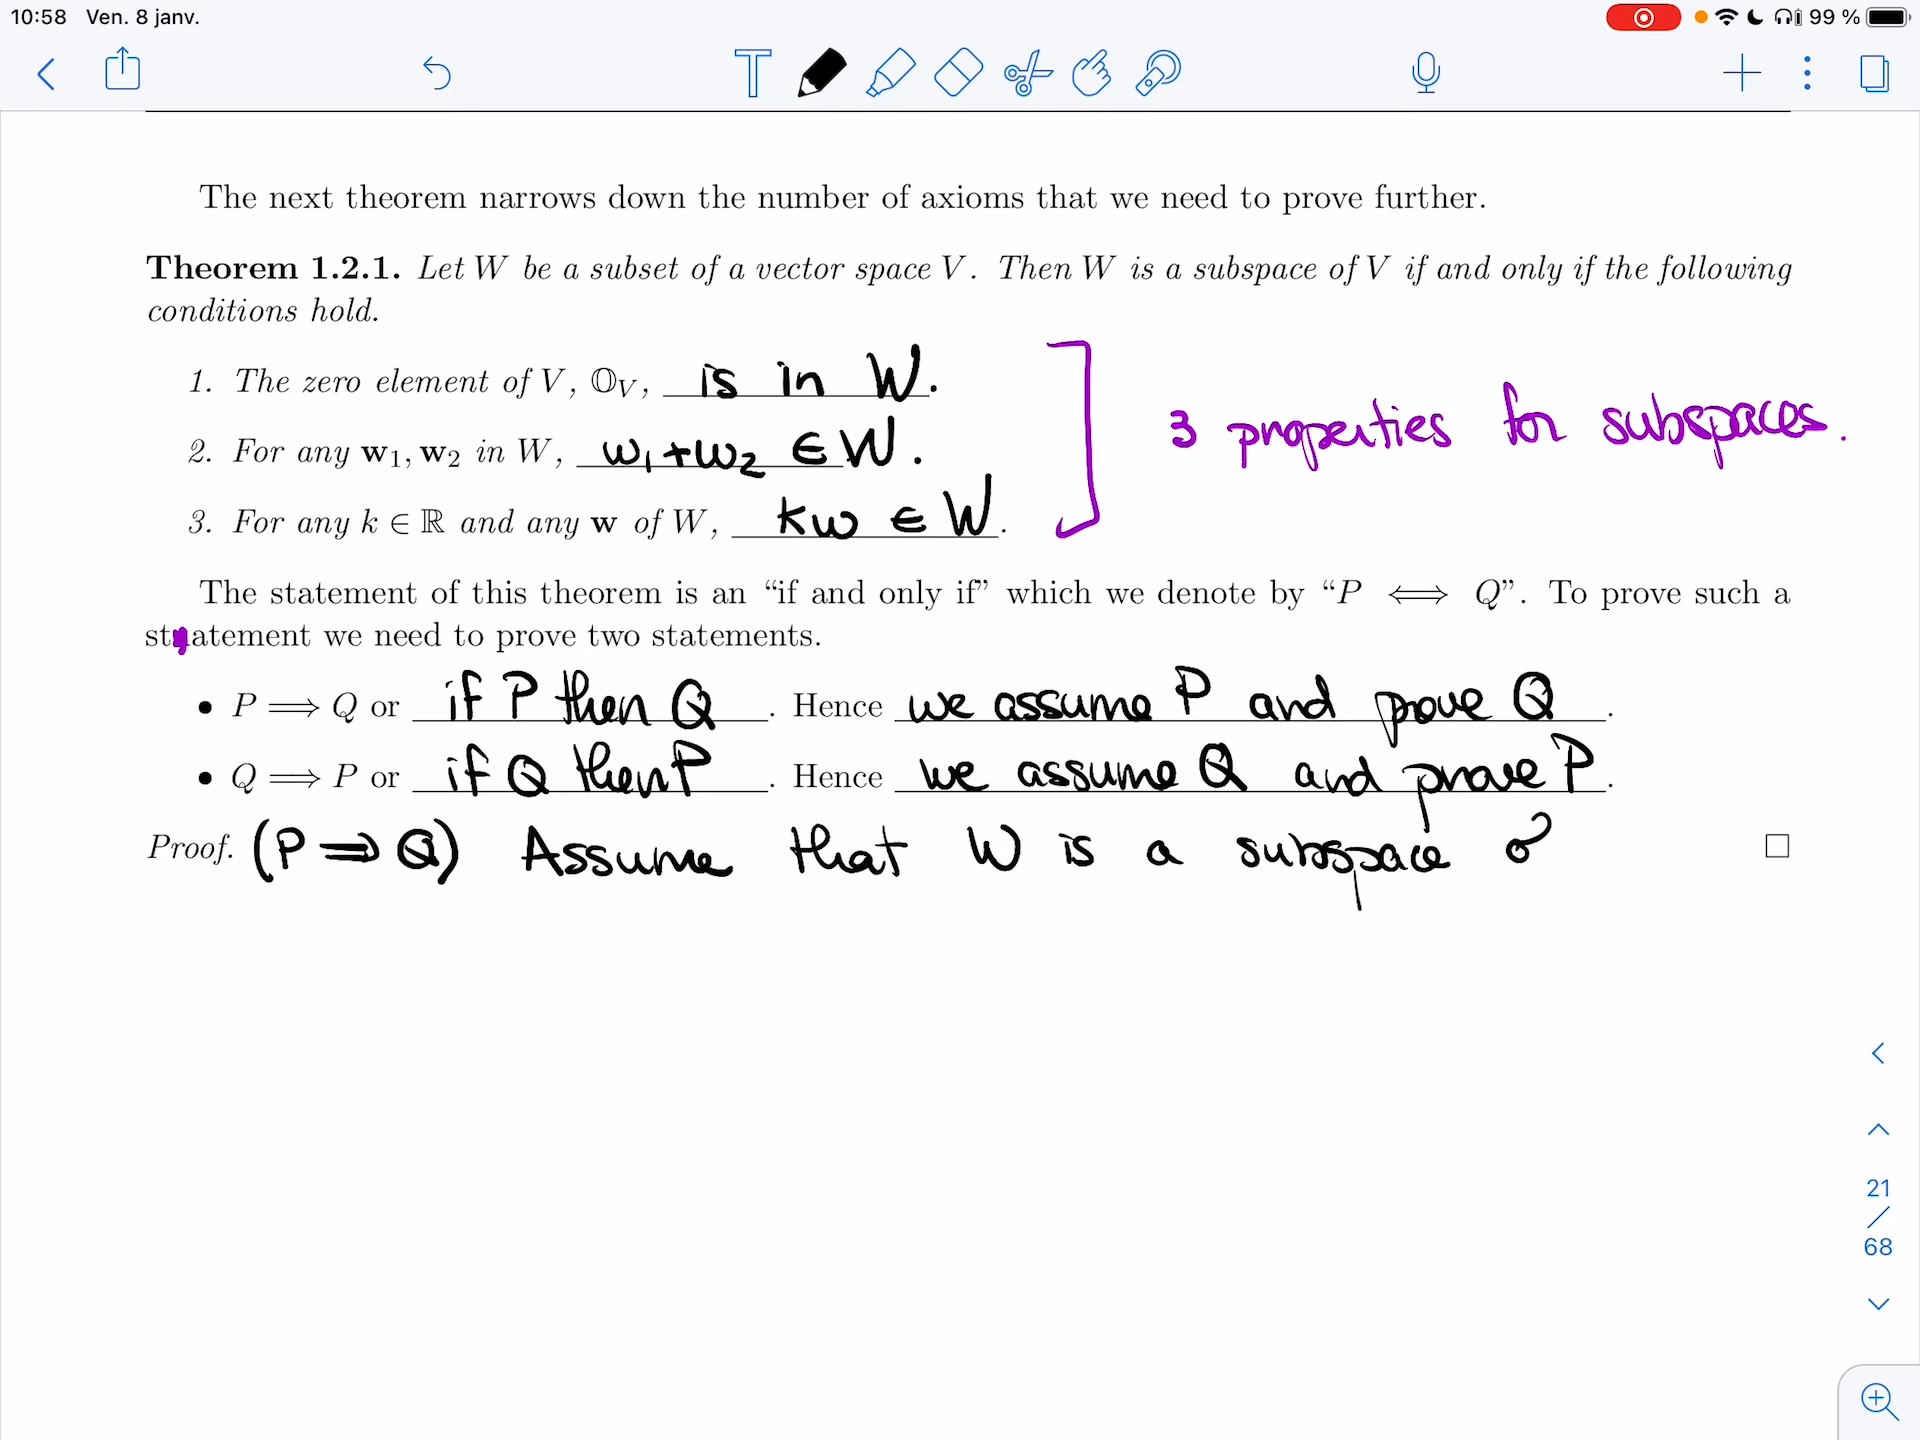 10:58 Ven. 8 janv. 99 %
The next theorem narrows down the number of axioms that we need to prove further.
Theorem 1.2.1. Let W be a subset of a vector space V. Then W is a subspace of V if and only if the following
conditions hold.
1. The zero element of V, 𝕆_V, is in W.
2. For any w₁, w₂ in W, w₁+w₂ ∈ W.
3. For any k ∈ ℝ and any w of W, kw ∈ W.
3 properties for subspaces.
The statement of this theorem is an “if and only if” which we denote by “P ⟺ Q”. To prove such a
statement we need to prove two statements.
• P ⟹ Q or if P then Q. Hence we assume P and prove Q.
• Q ⟹ P or if Q then P. Hence we assume Q and prove P.
Proof. (P ⇒ Q) Assume that W is a subspace o □
21
/
68